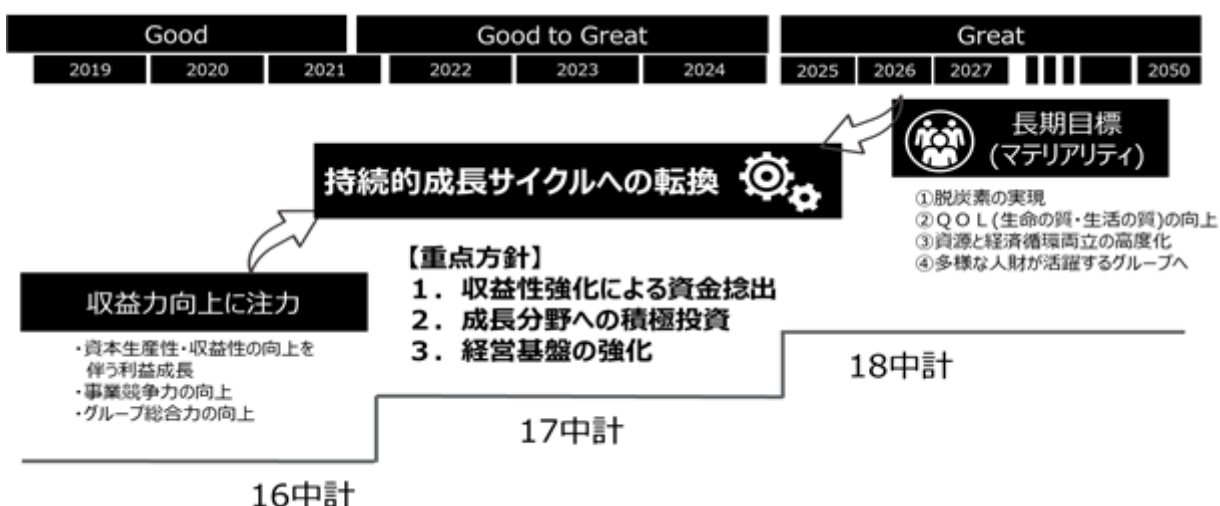 Good
Good to Great
Great
2019 2020 2021 2022 2023 2024 2025 2026 2027 2050
長期目標
(マテリアリティ)
①脱炭素の実現
②ＱＯＬ(生命の質・生活の質)の向上
③資源と経済循環両立の高度化
④多様な人財が活躍するグループへ
持続的成長サイクルへの転換
【重点方針】
１．収益性強化による資金捻出
２．成長分野への積極投資
３．経営基盤の強化
収益力向上に注力
・資本生産性・収益性の向上を
伴う利益成長
・事業競争力の向上
・グループ総合力の向上
16中計
17中計
18中計